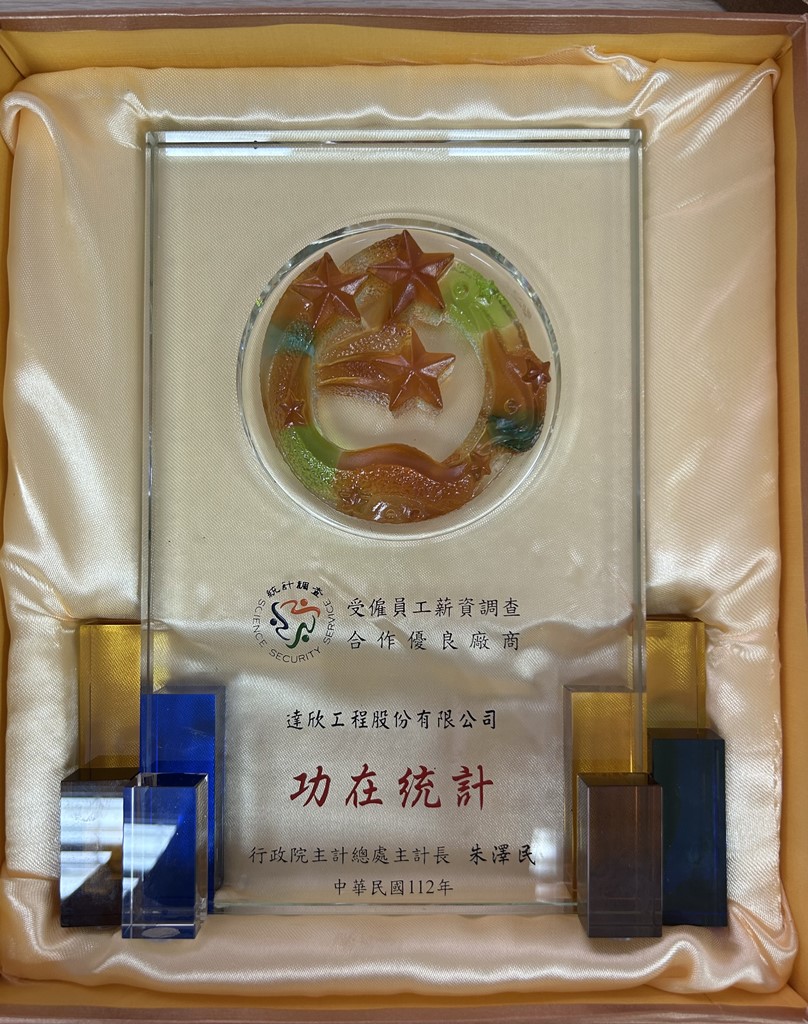 統計調查
SCIENCE SECURITY SERVICE
受僱員工薪資調查
合作優良廠商
達欣工程股份有限公司
功在統計
行政院主計總處主計長 朱澤民
中華民國112年